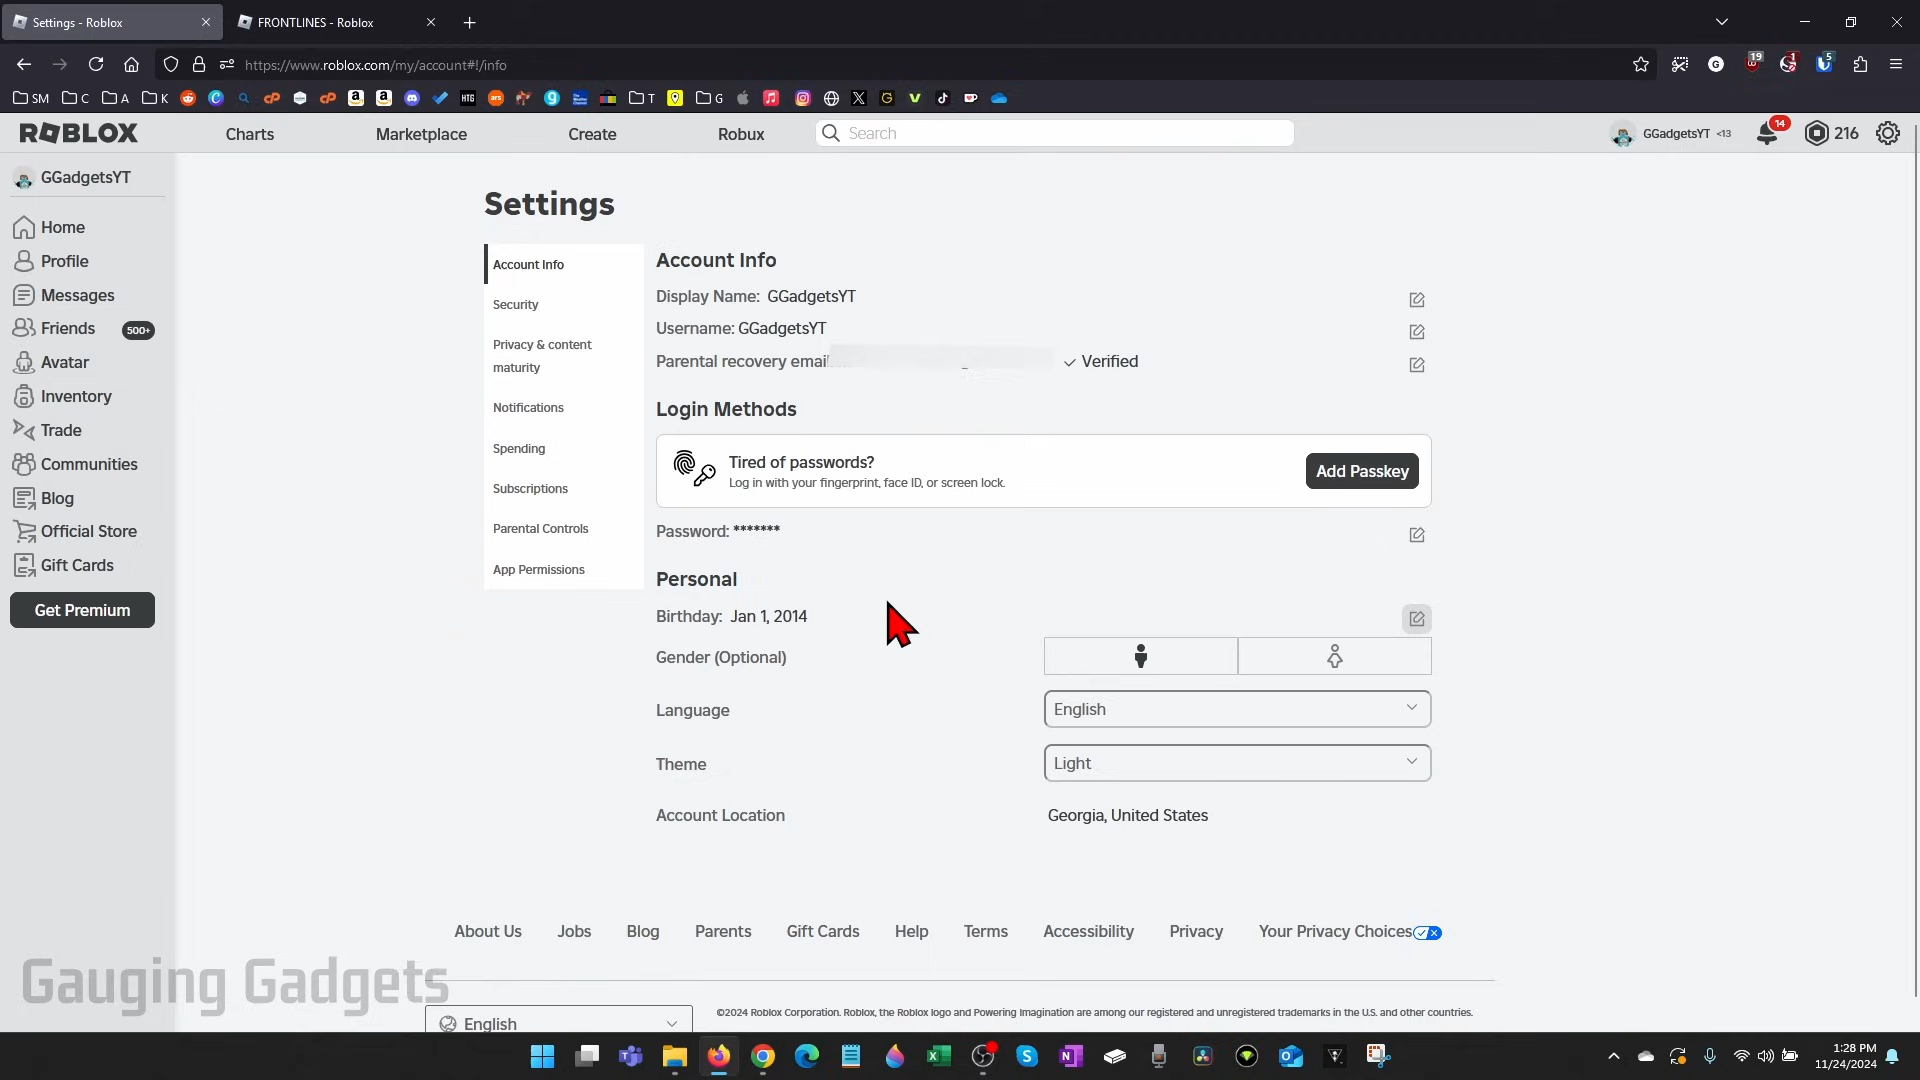 Settings - Roblox
FRONTLINES - Roblox
https://www.roblox.com/my/account#!/info
19
1
5
SM
C
A
K
T
G
ROBLOX
Charts
Marketplace
Create
Robux
Search
GGadgetsYT <13
14
216
GGadgetsYT
Home
Profile
Messages
Friends 500+
Avatar
Inventory
Trade
Communities
Blog
Official Store
Gift Cards
Get Premium
Settings
Account Info
Security
Privacy & content
maturity
Notifications
Spending
Subscriptions
Parental Controls
App Permissions
Account Info
Display Name: GGadgetsYT
Username: GGadgetsYT
Parental recovery email
Verified
Login Methods
Tired of passwords?
Log in with your fingerprint, face ID, or screen lock.
Add Passkey
Password: *******
Personal
Birthday: Jan 1, 2014
Gender (Optional)
Language
English
Theme
Light
Account Location
Georgia, United States
About Us
Jobs
Blog
Parents
Gift Cards
Help
Terms
Accessibility
Privacy
Your Privacy Choices
Gauging Gadgets
English
©2024 Roblox Corporation. Roblox, the Roblox logo and Powering Imagination are among our registered and unregistered trademarks in the U.S. and other countries.
1:28 PM
11/24/2024